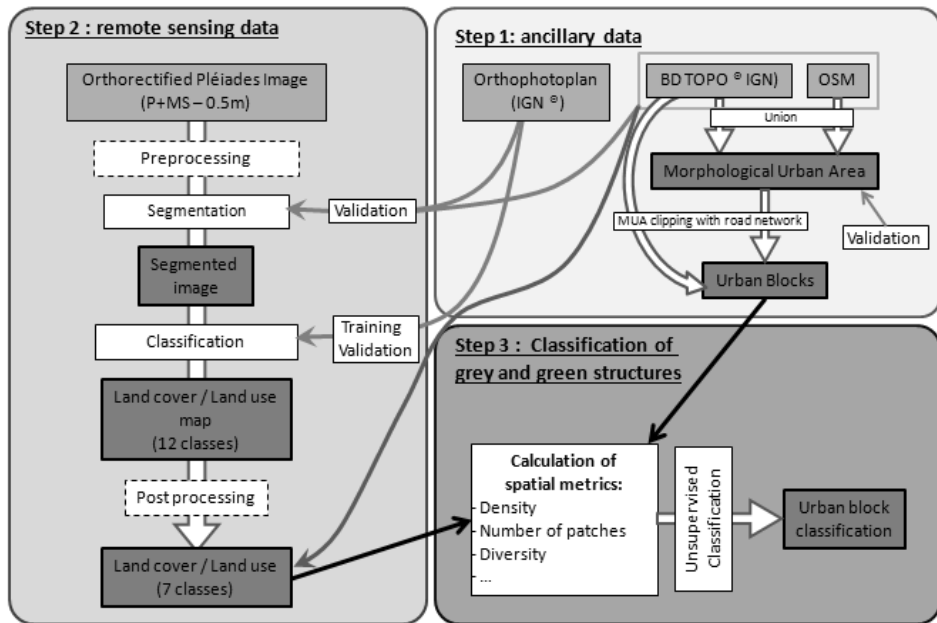 Step 2 : remote sensing data
Orthorectified Pléiades Image
(P+MS – 0.5m)
Preprocessing
Segmentation
Validation
Segmented
image
Classification
Training
Validation
Land cover / Land use
map
(12 classes)
Post processing
Land cover / Land use
(7 classes)
Step 1: ancillary data
Orthophotoplan
(IGN ®)
BD TOPO ® IGN)
OSM
Union
Morphological Urban Area
MUA clipping with road network
Validation
Urban Blocks
Step 3 : Classification of
grey and green structures
Calculation of
spatial metrics:
- Density
- Number of patches
- Diversity
- ...
Unsupervised
Classification
Urban block
classification